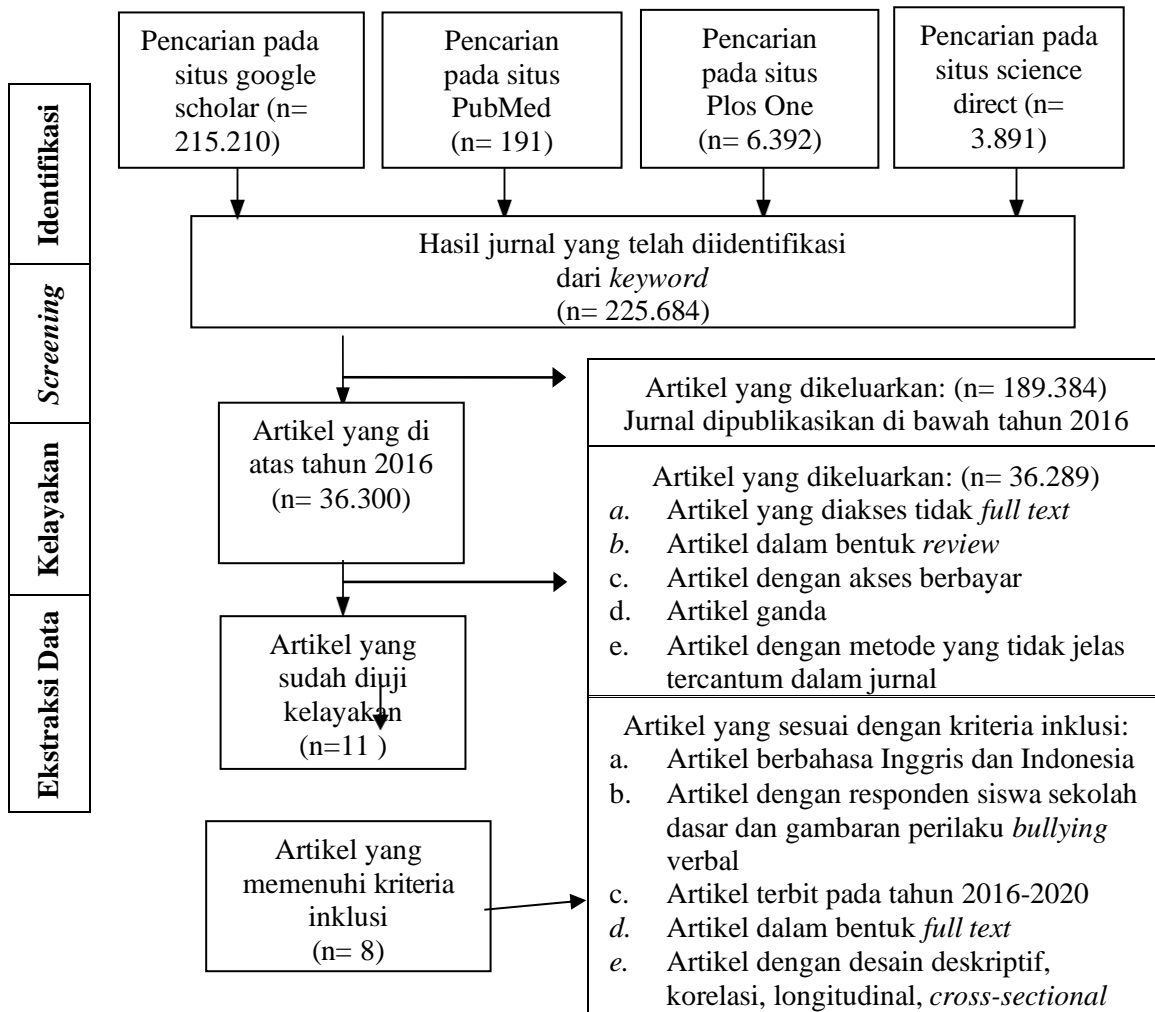 Pencarian pada
situs google
scholar (n=
215.210)
Pencarian
pada situs
PubMed
(n= 191)
Pencarian
pada situs
Plos One
(n= 6.392)
Pencarian pada
situs science
direct (n=
3.891)
Identifikasi
Screening
Kelayakan
Ekstraksi Data
Hasil jurnal yang telah diidentifikasi
dari keyword
(n= 225.684)
Artikel yang dikeluarkan: (n= 189.384)
Jurnal dipublikasikan di bawah tahun 2016
Artikel yang di
atas tahun 2016
(n= 36.300)
Artikel yang dikeluarkan: (n= 36.289)
a. Artikel yang diakses tidak full text
b. Artikel dalam bentuk review
c. Artikel dengan akses berbayar
d. Artikel ganda
e. Artikel dengan metode yang tidak jelas
tercantum dalam jurnal
Artikel yang
sudah diuji
kelayakan
(n=11 )
Artikel yang sesuai dengan kriteria inklusi:
a. Artikel berbahasa Inggris dan Indonesia
b. Artikel dengan responden siswa sekolah
dasar dan gambaran perilaku bullying
verbal
c. Artikel terbit pada tahun 2016-2020
d. Artikel dalam bentuk full text
e. Artikel dengan desain deskriptif,
korelasi, longitudinal, cross-sectional
Artikel yang
memenuhi kriteria
inklusi
(n= 8)